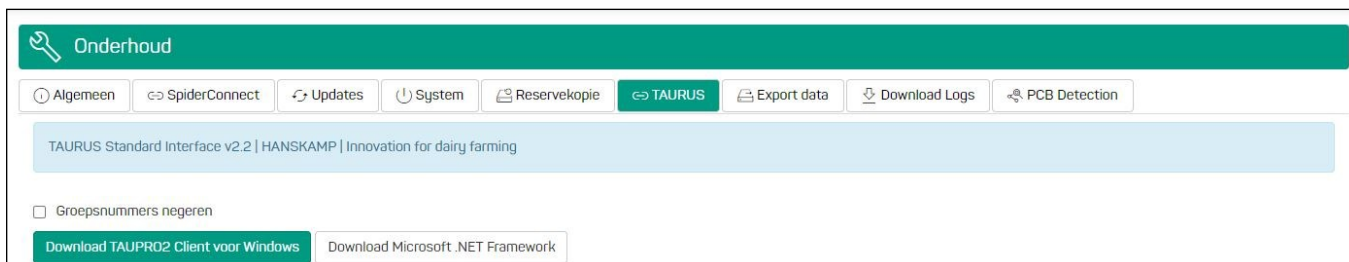 Onderhoud
Algemeen SpiderConnect Updates System Reservekopie TAURUS Export data Download Logs PCB Detection
TAURUS Standard Interface v2.2 | HANSKAMP | Innovation for dairy farming
Groepsnummers negeren
Download TAUPRO2 Client voor Windows Download Microsoft .NET Framework